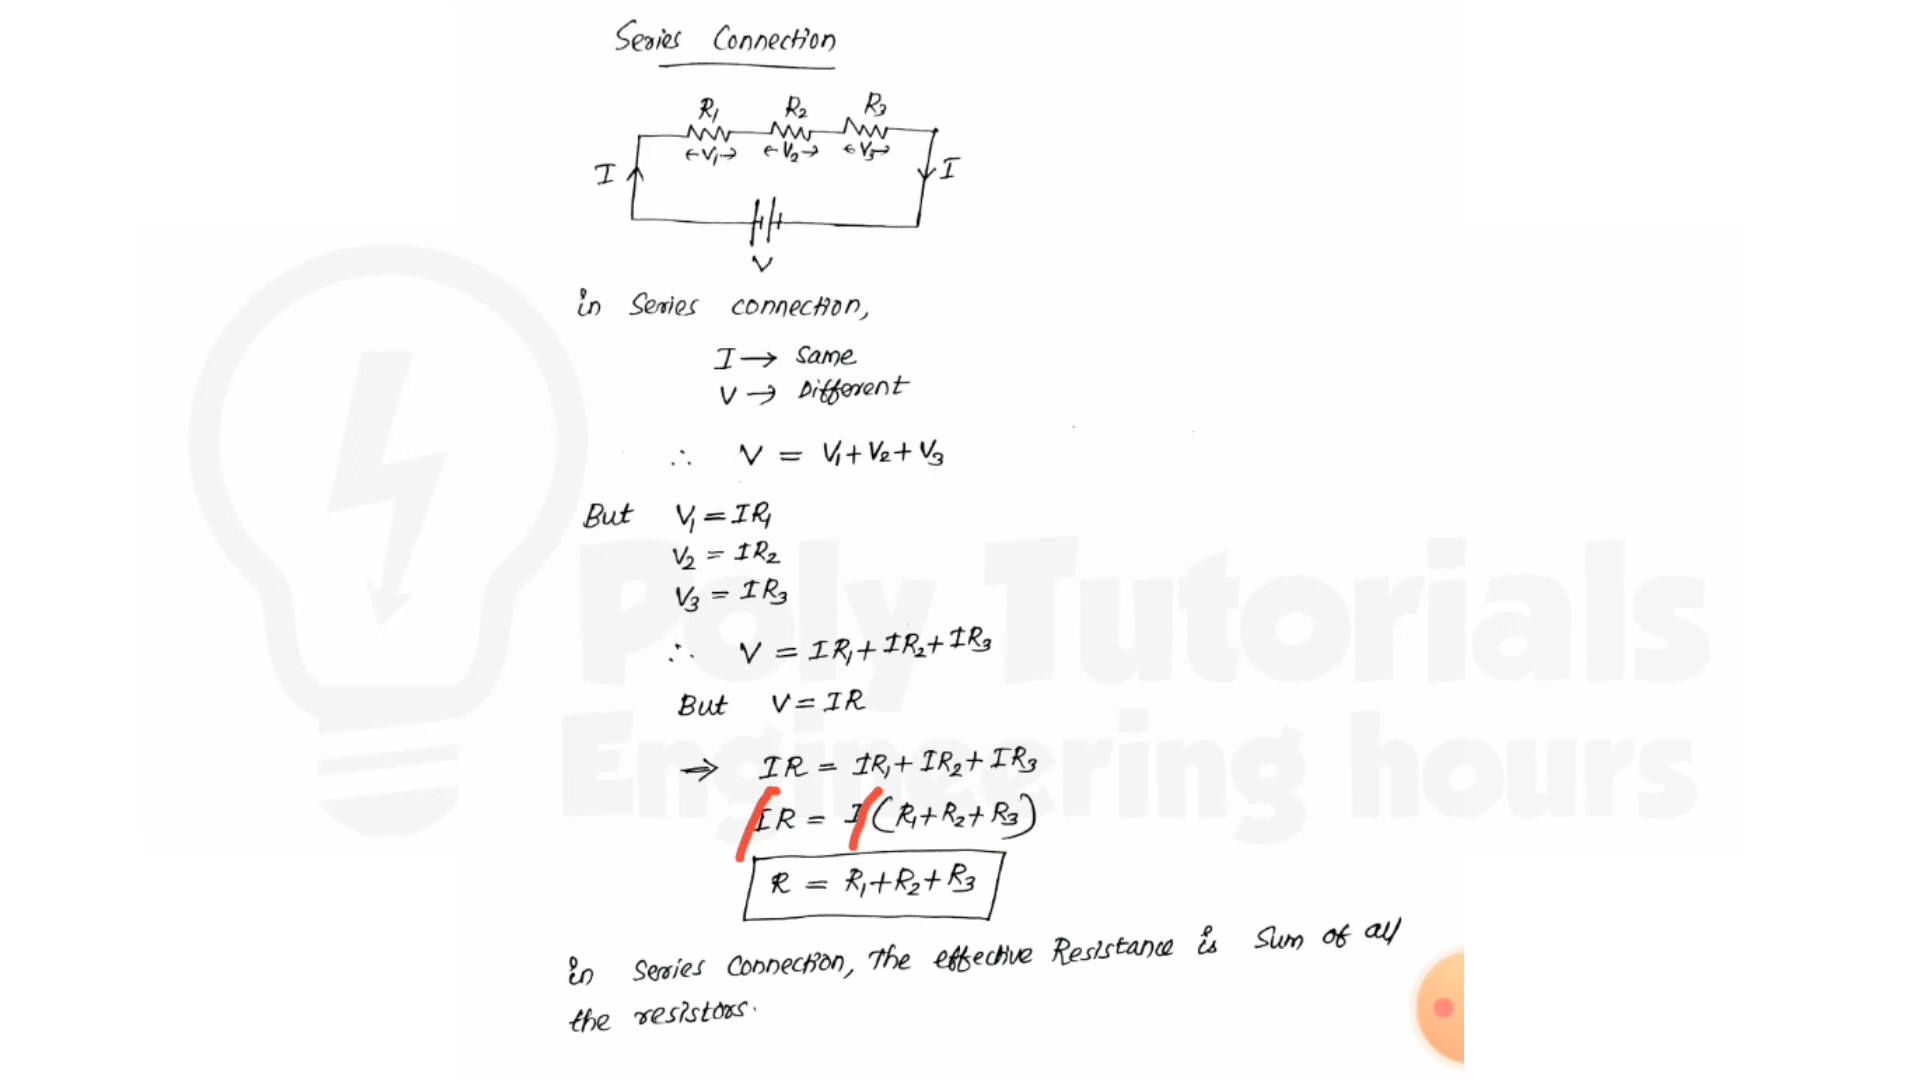 Series Connection
R1 R2 R3
←V1→ ←V2→ ←V3→
I I
V
in Series connection,
I → Same
V → Different
∴ V = V1+V2+V3
But V1=IR1
V2 = IR2
V3 = IR3
∴ V = IR1+IR2+IR3
But V=IR
⇒ IR = IR1+IR2+IR3
IR = I(R1+R2+R3)
R = R1+R2+R3
in Series Connection, The effective Resistance is Sum of all
the resistors.
Poly Tutorials
Engineering hours